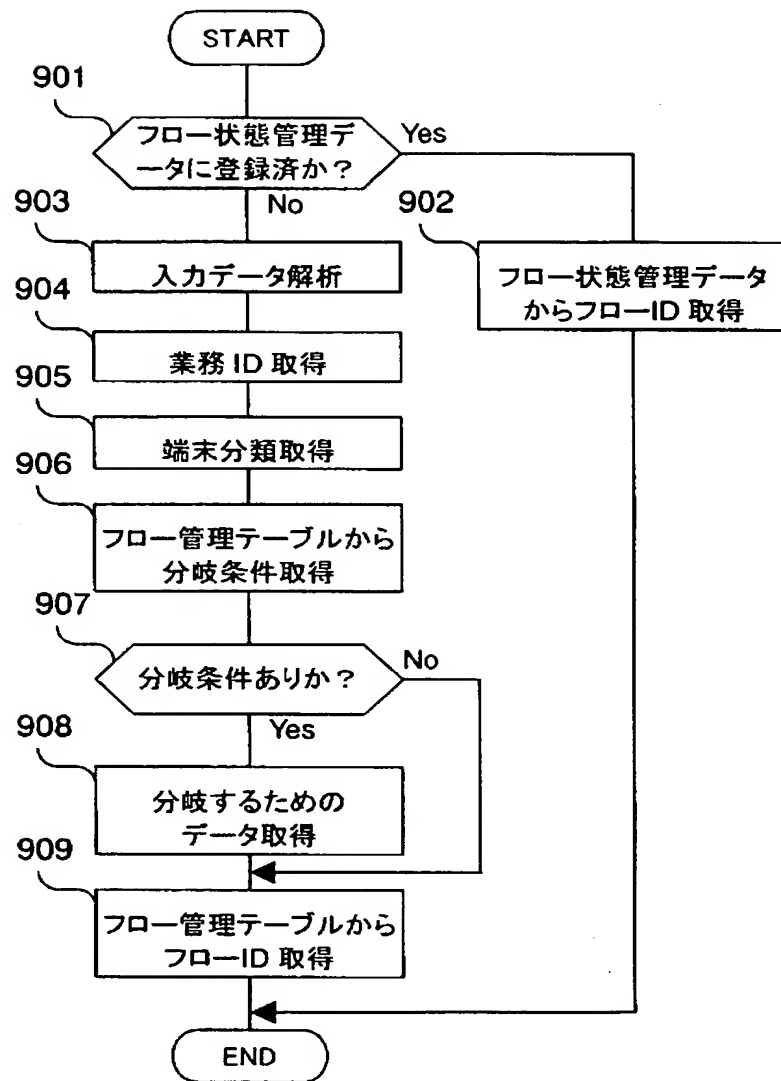 START
901
フロー状態管理デ
ータに登録済か？
Yes
No
903
902
入力データ解析
フロー状態管理データ
からフローID 取得
904
業務 ID 取得
905
端末分類取得
906
フロー管理テーブルから
分岐条件取得
907
分岐条件ありか？
No
Yes
908
分岐するための
データ取得
909
フロー管理テーブルから
フローID 取得
END